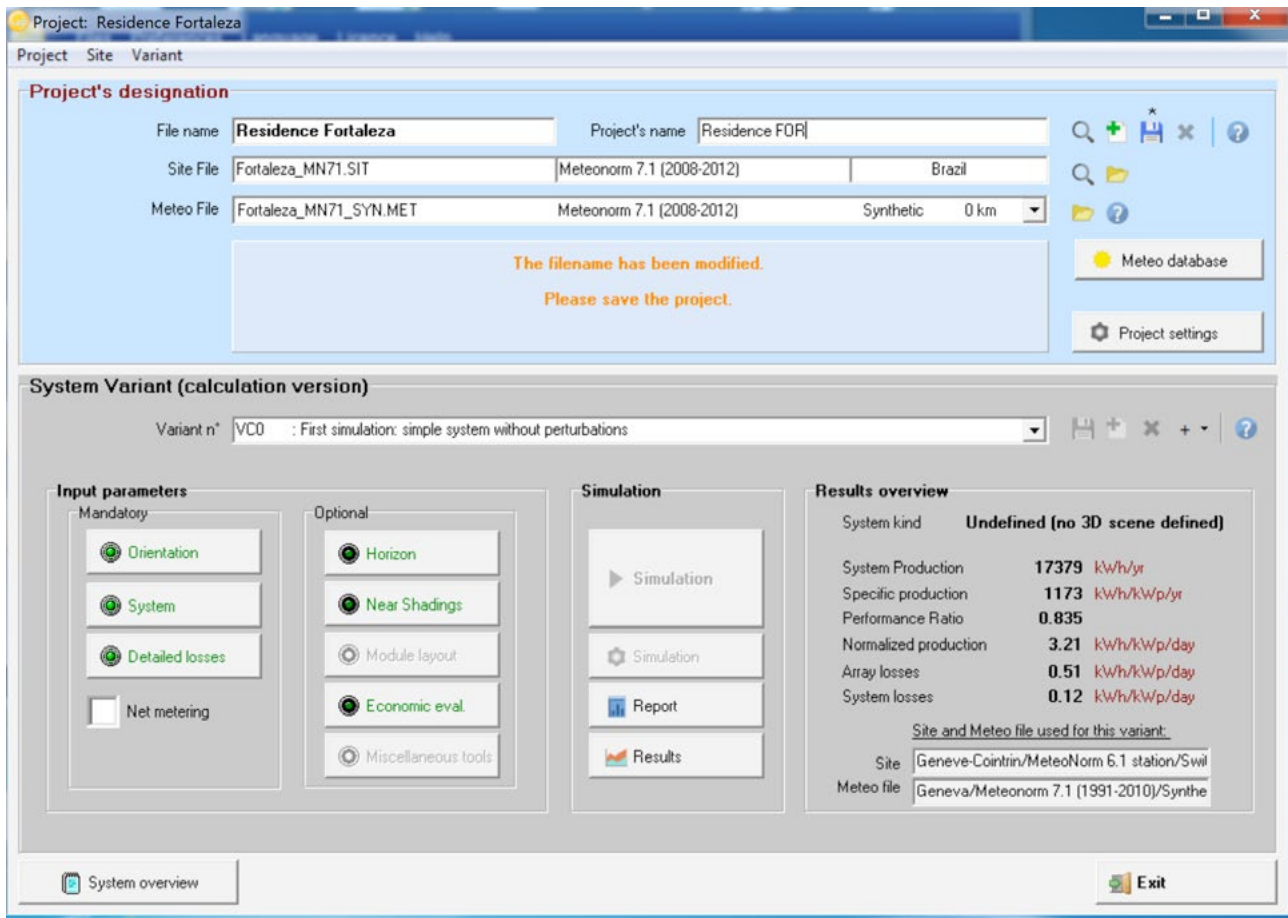 Project: Residence Fortaleza
Project Site Variant
Project's designation
File name Residence Fortaleza Project's name Residence FOR
Site File Fortaleza_MN71.SIT Meteonorm 7.1 (2008-2012) Brazil
Meteo File Fortaleza_MN71_SYN.MET Meteonorm 7.1 (2008-2012) Synthetic 0 km
The filename has been modified.
Please save the project.
Meteo database
Project settings
System Variant (calculation version)
Variant n° VC0 : First simulation: simple system without perturbations
Input parameters
Mandatory
Orientation
System
Detailed losses
Net metering
Optional
Horizon
Near Shadings
Module layout
Economic eval.
Miscellaneous tools
Simulation
Simulation
Simulation
Report
Results
Results overview
System kind Undefined (no 3D scene defined)
System Production 17379 kWh/yr
Specific production 1173 kWh/kWp/yr
Performance Ratio 0.835
Normalized production 3.21 kWh/kWp/day
Array losses 0.51 kWh/kWp/day
System losses 0.12 kWh/kWp/day
Site and Meteo file used for this variant:
Site Geneve-Cointrin/MeteoNorm 6.1 station/Swi
Meteo file Geneva/Meteonorm 7.1 (1991-2010)/Synthe
System overview
Exit